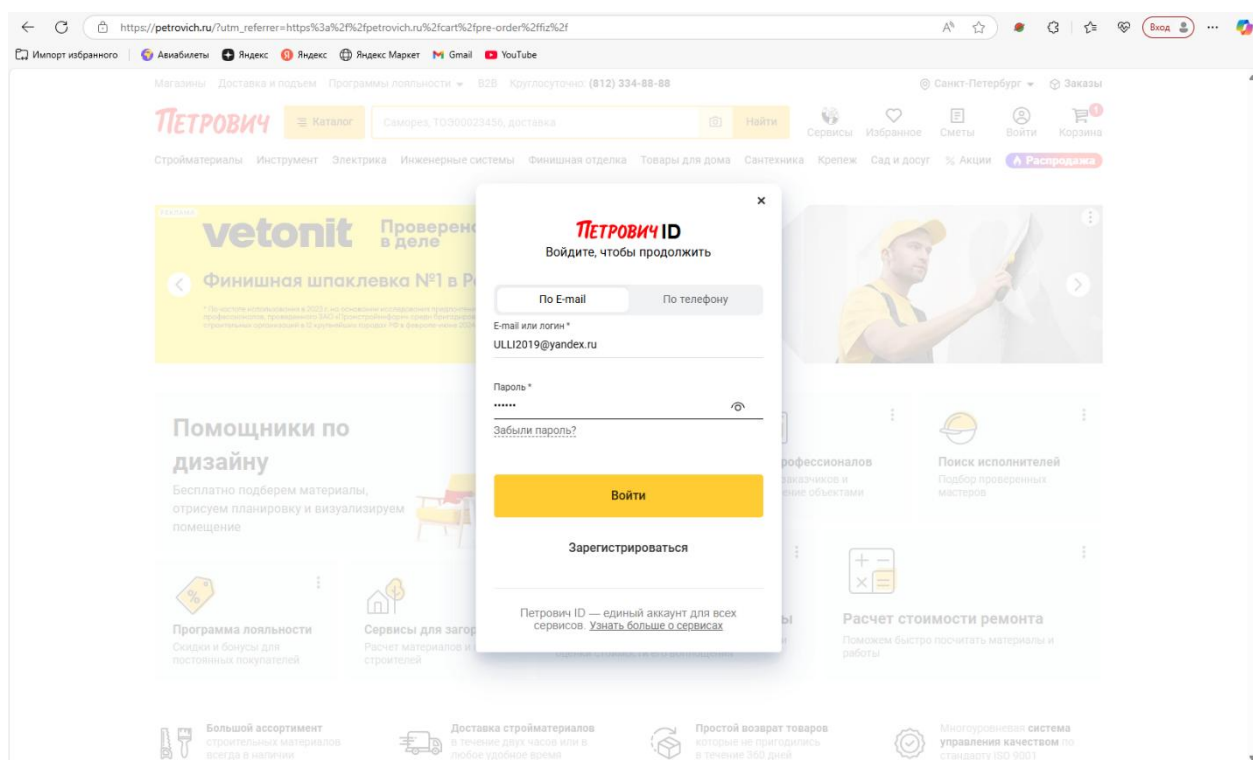 https://petrovich.ru/?utm_referrer=https%3a%2f%2fpetrovich.ru%2fcart%2fpre-order%2ffiz%2f
Вход
Импорт избранного
Авиабилеты
Яндекс
Яндекс
Яндекс Маркет
Gmail
YouTube
Магазины Доставка и подъем Программы лояльности B2B Круглосуточно: (812) 334-88-88 Санкт-Петербург Заказы
ПЕТРОВИЧ Каталог Саморез, ТОЗ00023456, доставка Найти Сервисы Избранное Сметы Войти Корзина 1
Стройматериалы Инструмент Электрика Инженерные системы Финишная отделка Товары для дома Сантехника Крепеж Сад и досуг % Акции Распродажа
vetonit
Проверено
в деле
Финишная шпаклевка №1 в
ПЕТРОВИЧ ID
Войдите, чтобы продолжить
По E-mail По телефону
E-mail или логин *
ULLI2019@yandex.ru
Пароль *
••••••
Забыли пароль?
Войти
Зарегистрироваться
Петрович ID — единый аккаунт для всех
сервисов. Узнать больше о сервисах
Помощники по
дизайну
Бесплатно подберем материалы,
отрисуем планировку и визуализируем
помещение
Поиск исполнителей
Подбор проверенных
мастеров
Программа лояльности
Скидки и бонусы для
постоянных покупателей
Сервисы для
Расчет материалов и
строителей
Расчет стоимости ремонта
Поможем быстро посчитать материалы и
работы
Большой ассортимент
строительных материалов
всегда в наличии
Доставка стройматериалов
в течение двух часов или в
любое удобное время
Простой возврат товаров
которые не пригодились,
в течение 360 дней
Многоуровневая система
управления качеством по
стандарту ISO 9001